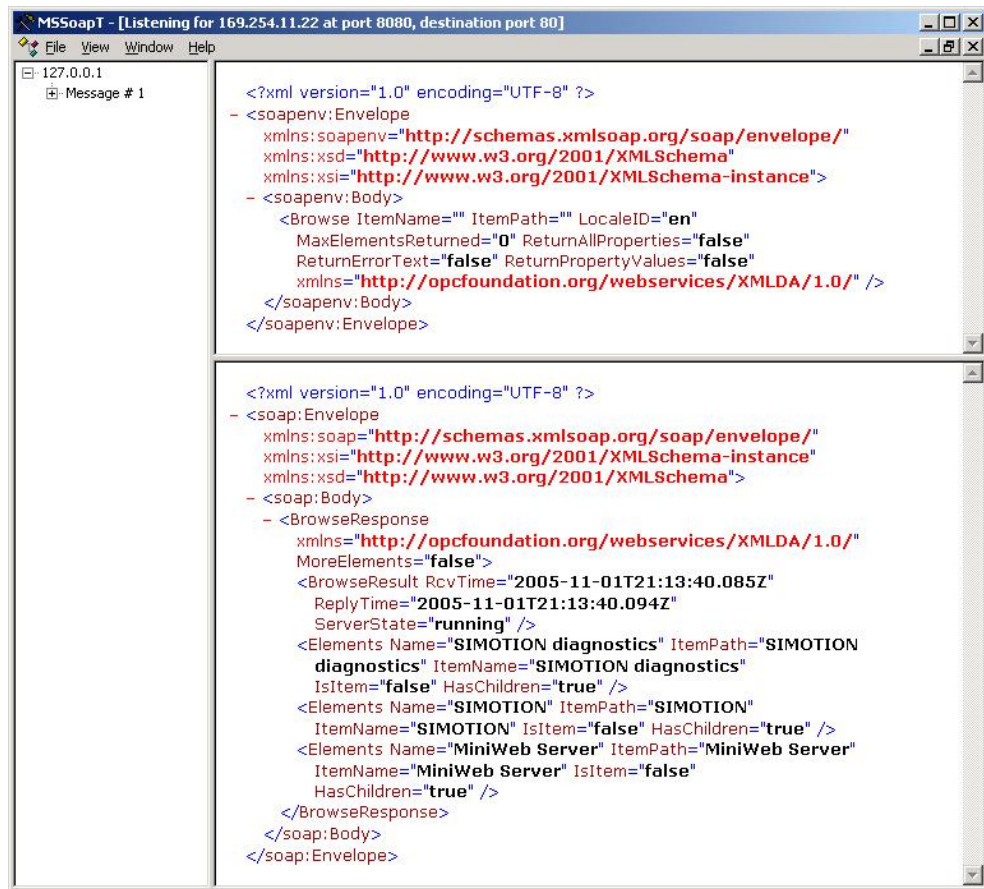 MSSoapT - [Listening for 169.254.11.22 at port 8080, destination port 80]
File View Window Help
127.0.0.1
Message # 1
<?xml version="1.0" encoding="UTF-8" ?>
- <soapenv:Envelope
xmlns:soapenv="http://schemas.xmlsoap.org/soap/envelope/"
xmlns:xsd="http://www.w3.org/2001/XMLSchema"
xmlns:xsi="http://www.w3.org/2001/XMLSchema-instance">
- <soapenv:Body>
<Browse ItemName="" ItemPath="" LocaleID="en"
MaxElementsReturned="0" ReturnAllProperties="false"
ReturnErrorText="false" ReturnPropertyValues="false"
xmlns="http://opcfoundation.org/webservices/XMLDA/1.0/" />
</soapenv:Body>
</soapenv:Envelope>
<?xml version="1.0" encoding="UTF-8" ?>
- <soap:Envelope
xmlns:soap="http://schemas.xmlsoap.org/soap/envelope/"
xmlns:xsi="http://www.w3.org/2001/XMLSchema-instance"
xmlns:xsd="http://www.w3.org/2001/XMLSchema">
- <soap:Body>
- <BrowseResponse
xmlns="http://opcfoundation.org/webservices/XMLDA/1.0/"
MoreElements="false">
<BrowseResult RcvTime="2005-11-01T21:13:40.085Z"
ReplyTime="2005-11-01T21:13:40.094Z"
ServerState="running" />
<Elements Name="SIMOTION diagnostics" ItemPath="SIMOTION
diagnostics" ItemName="SIMOTION diagnostics"
IsItem="false" HasChildren="true" />
<Elements Name="SIMOTION" ItemPath="SIMOTION"
ItemName="SIMOTION" IsItem="false" HasChildren="true" />
<Elements Name="MiniWeb Server" ItemPath="MiniWeb Server"
ItemName="MiniWeb Server" IsItem="false"
HasChildren="true" />
</BrowseResponse>
</soap:Body>
</soap:Envelope>